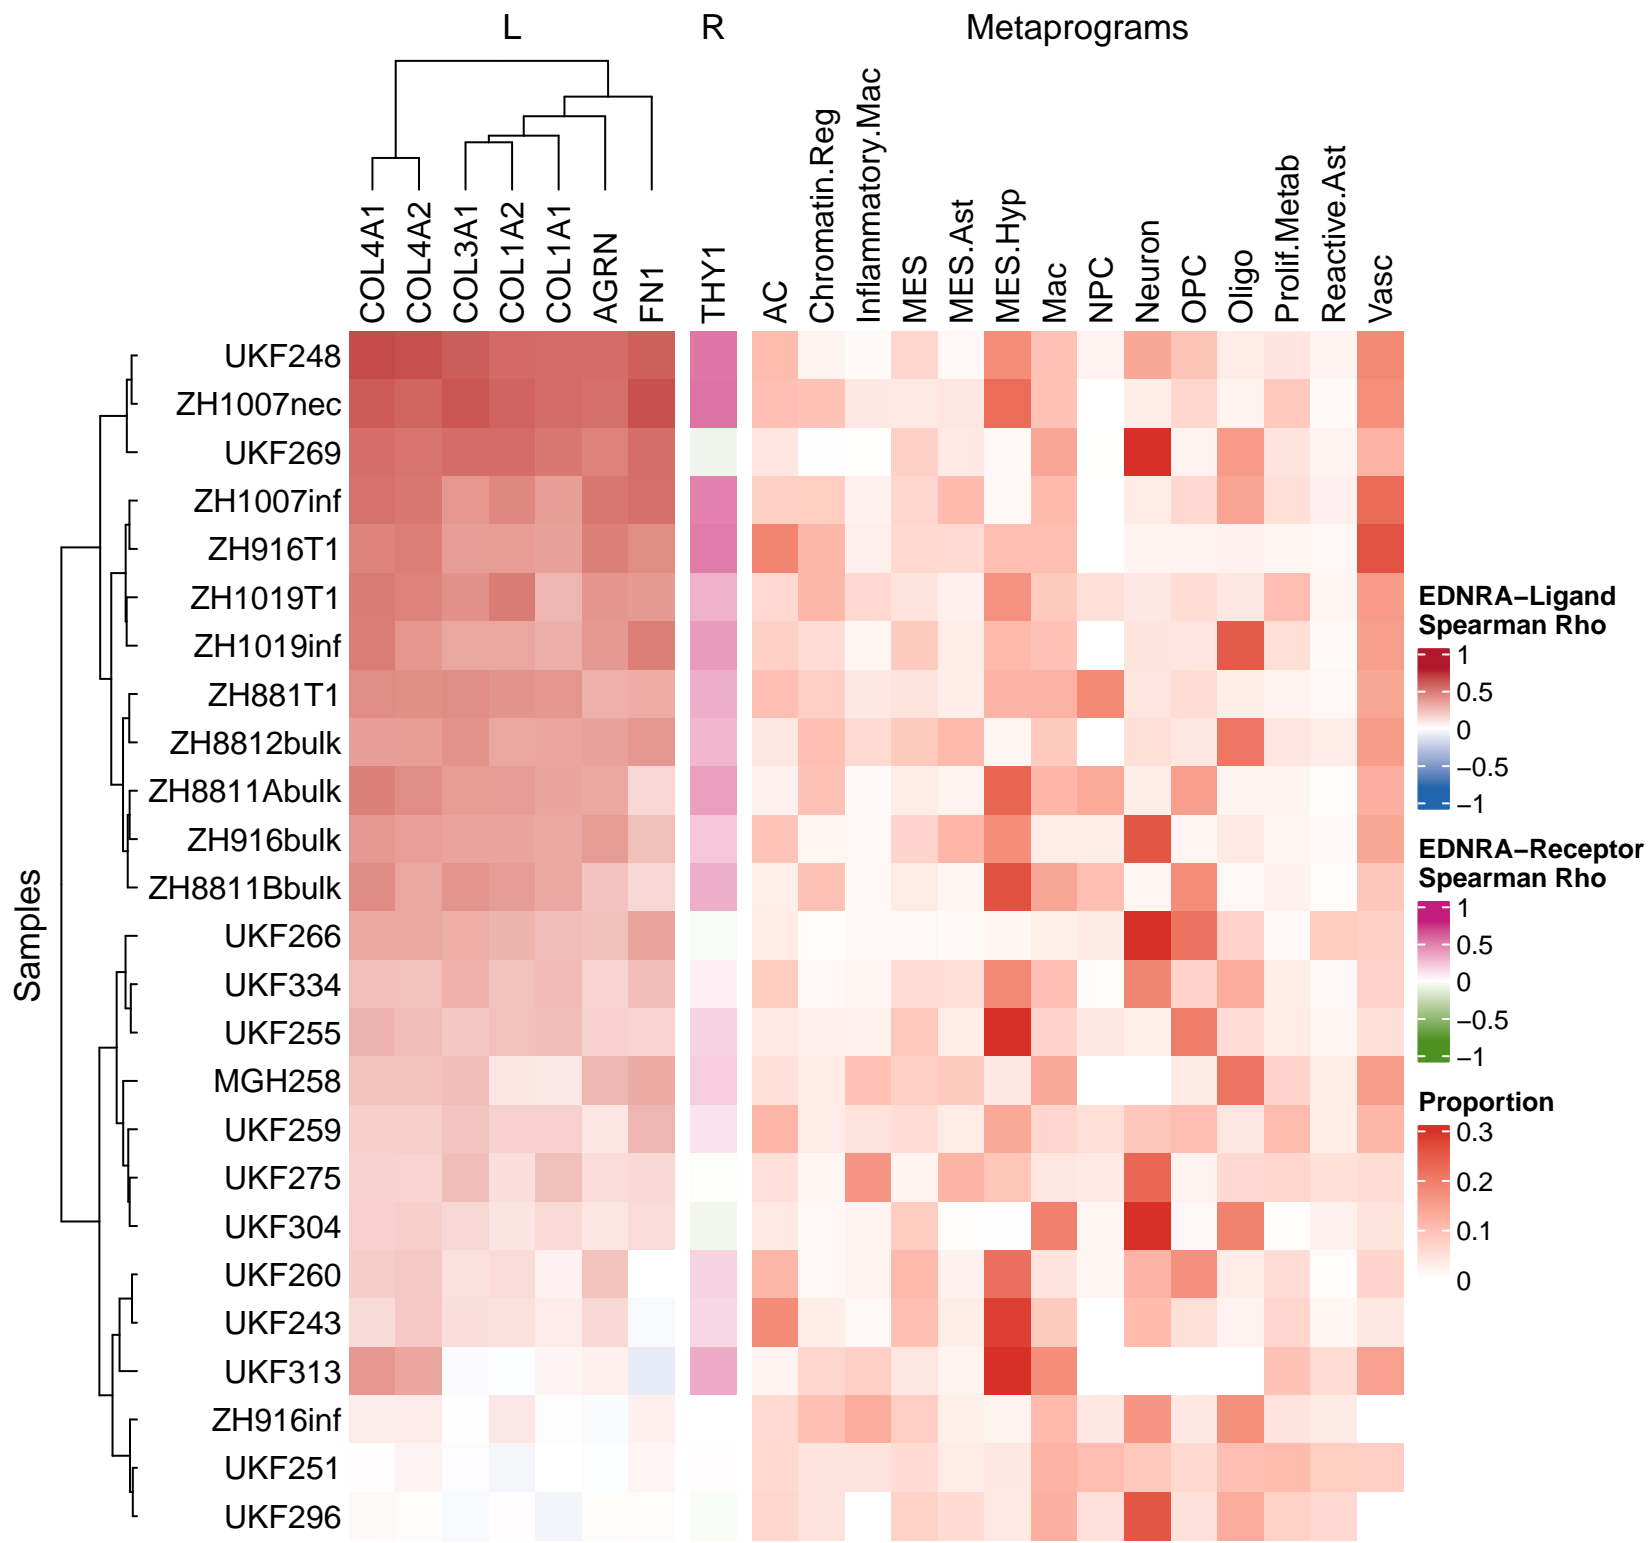 L
R
Metaprograms
COL4A1
COL4A2
COL3A1
COL1A2
COL1A1
AGRN
FN1
THY1
AC
Chromatin.Reg
Inflammatory.Mac
MES
MES.Ast
MES.Hyp
Mac
NPC
Neuron
OPC
Oligo
Prolif.Metab
Reactive.Ast
Vasc
Samples
UKF248
ZH1007nec
UKF269
ZH1007inf
ZH916T1
ZH1019T1
ZH1019inf
ZH881T1
ZH8812bulk
ZH8811Abulk
ZH916bulk
ZH8811Bbulk
UKF266
UKF334
UKF255
MGH258
UKF259
UKF275
UKF304
UKF260
UKF243
UKF313
ZH916inf
UKF251
UKF296
EDNRA−Ligand
Spearman Rho
1
0.5
0
−0.5
−1
EDNRA−Receptor
Spearman Rho
1
0.5
0
−0.5
−1
Proportion
0.3
0.2
0.1
0